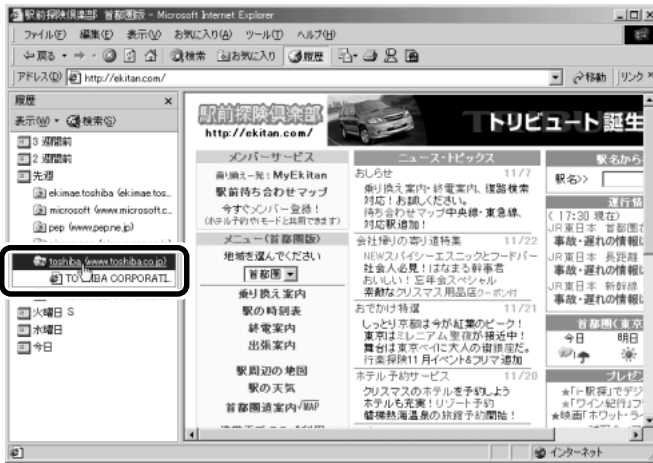 駅前探険倶楽部 首都圏版 - Microsoft Internet Explorer
ファイル(F) 編集(E) 表示(V) お気に入り(A) ツール(T) ヘルプ(H)
戻る 検索 お気に入り 履歴
アドレス(D) http://ekitan.com/ 移動 リンク
履歴
表示(W) 検索(S)
3 週間前
2 週間前
先週
ekimae.toshiba (ekimae.tos...
microsoft (www.microsoft.c...
pep (www.pep.ne.jp)
toshiba (www.toshiba.co.jp)
火曜日
水曜日
今日
駅前探険倶楽部
http://ekitan.com/
トリビュート誕生
メンバーサービス
乗り換え一発!MyEkitan
駅前待ち合わせマップ
今すぐメンバー登録!
(ホテル予約やiモードと共用できます)
メニュー(首都圏版)
地域を選んでください
首都圏
乗り換え案内
駅の時刻表
終電案内
出張案内
駅周辺の地図
駅の天気
首都圏道案内√MAP
ニュース・トピックス
おしらせ 11/7
乗り換え案内・終電案内、復路検索
対応!お試しください。
待ち合わせマップ中央線・東急線、
対応駅追加!
会社帰りの寄り道特集 11/22
NEWスパイシーエスニックとフードバー
社会人必見!はなまる幹事君
おいしい!忘年会スペシャル
素敵なクリスマス用品店クーポン付
おでかけ特選 11/21
しっとり京都は今が紅葉のピーク!
東京はミレニアム聖夜が接近中!
舞台は東京ベイに大人の街銀座だ。
行楽探険11月イベント&フリマ追加
ホテル予約サービス 11/20
クリスマスのホテルを予約しよう
ホテルも充実!リゾート予約
箱根熱海温泉の旅館予約開始!
駅名から
駅名>>
運行情
(17:30 現在)
JR東日本 首都圏
事故・遅れの情報
JR東日本 長距離
事故・遅れの情報
JR東日本 新幹線
事故・遅れの情報
首都圏(東京
今日 明日
プレゼン
★「i-駅探」でデジ
★「ワイン紀行」フ
★映画「ホワット・ラ
インターネット